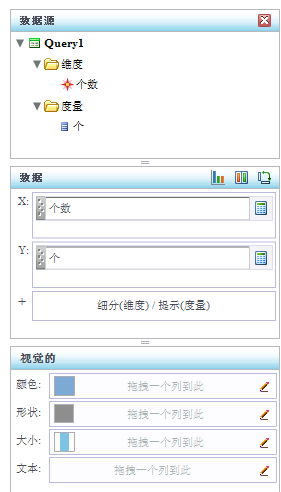 数据源
Query1
维度
个数
度量
个
数据
X: 个数
Y: 个
+ 细分(维度) / 提示(度量)
视觉的
颜色: 拖拽一个列到此
形状: 拖拽一个列到此
大小: 拖拽一个列到此
文本: 拖拽一个列到此